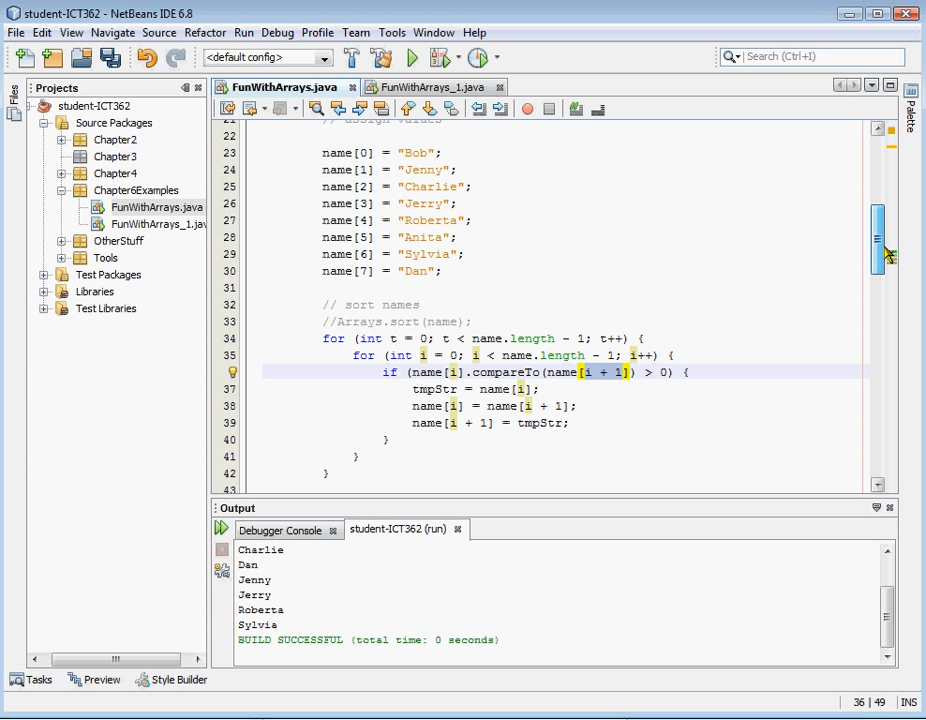 student-ICT362 - NetBeans IDE 6.8
File Edit View Navigate Source Refactor Run Debug Profile Team Tools Window Help
<default config>
Search (Ctrl+I)
Files
Projects
student-ICT362
Source Packages
Chapter2
Chapter3
Chapter4
Chapter6Examples
FunWithArrays.java
FunWithArrays_1.jav
OtherStuff
Tools
Test Packages
Libraries
Test Libraries
FunWithArrays.java
FunWithArrays_1.java
Palette
21 // assign values
22
23 name[0] = "Bob";
24 name[1] = "Jenny";
25 name[2] = "Charlie";
26 name[3] = "Jerry";
27 name[4] = "Roberta";
28 name[5] = "Anita";
29 name[6] = "Sylvia";
30 name[7] = "Dan";
31
32 // sort names
33 //Arrays.sort(name);
34 for (int t = 0; t < name.length - 1; t++) {
35 for (int i = 0; i < name.length - 1; i++) {
if (name[i].compareTo(name[i + 1]) > 0) {
37 tmpStr = name[i];
38 name[i] = name[i + 1];
39 name[i + 1] = tmpStr;
40 }
41 }
42 }
43
Output
Debugger Console
student-ICT362 (run)
Charlie
Dan
Jenny
Jerry
Roberta
Sylvia
BUILD SUCCESSFUL (total time: 0 seconds)
Tasks Preview Style Builder
36 | 49 INS